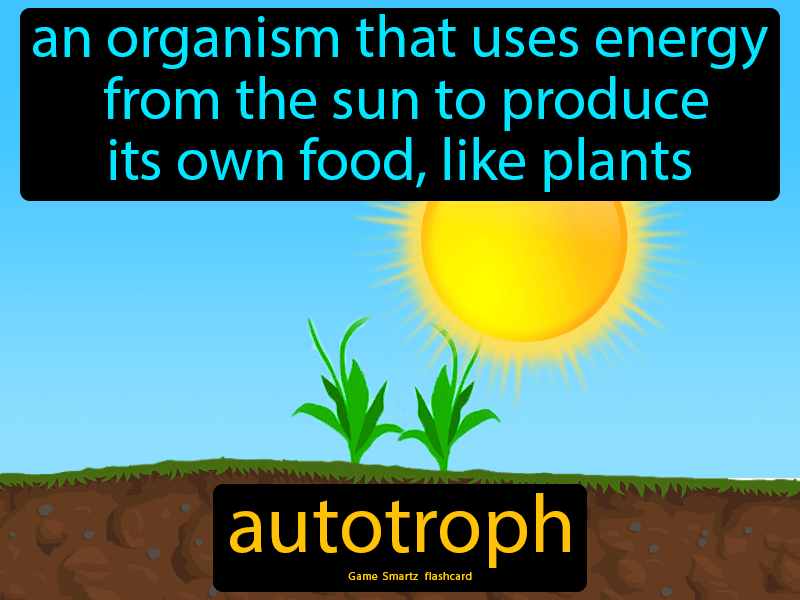 an organism that uses energy
from the sun to produce
its own food, like plants
autotroph
Game Smartz flashcard